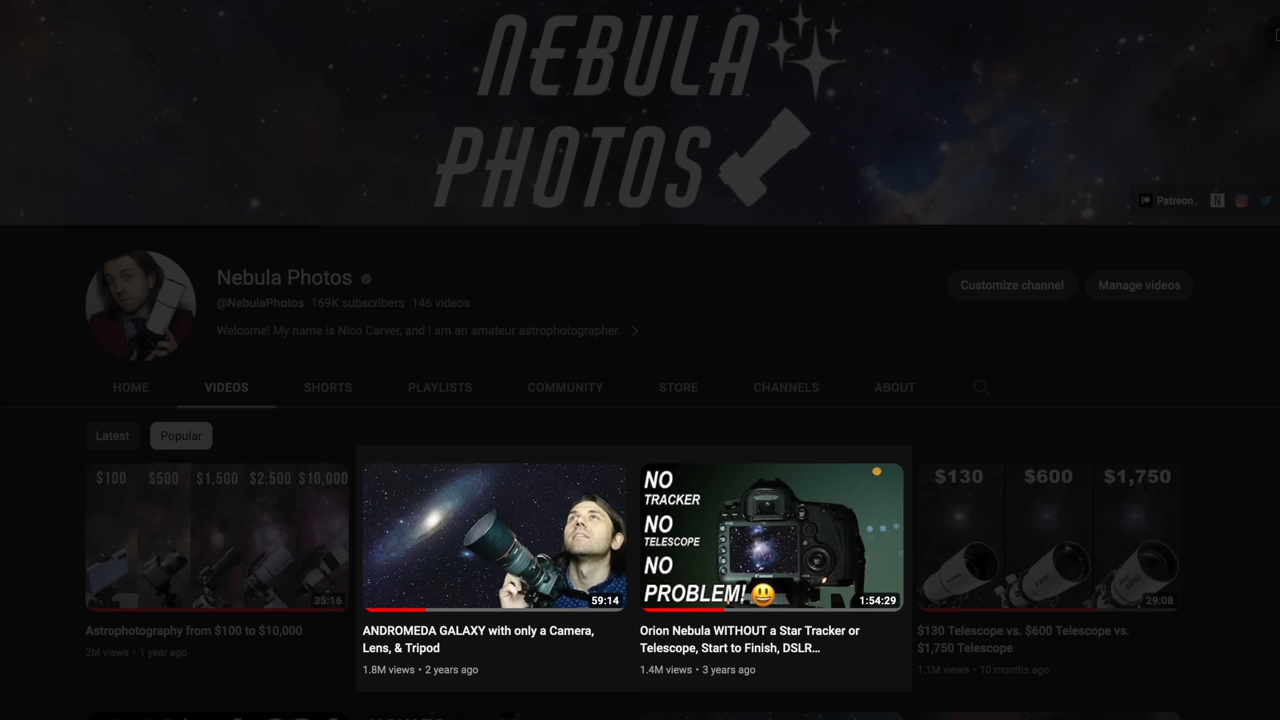 NEBULA
PHOTOS
Patreon
N
Nebula Photos
@NebulaPhotos 169K subscribers 146 videos
Customize channel
Manage videos
Welcome! My name is Nico Carver, and I am an amateur astrophotographer.
HOME VIDEOS SHORTS PLAYLISTS COMMUNITY STORE CHANNELS ABOUT
Latest Popular
$100 $500 $1,500 $2,500 $10,000
35:16
Astrophotography from $100 to $10,000
2M views • 1 year ago
59:14
ANDROMEDA GALAXY with only a Camera,
Lens, & Tripod
1.8M views • 2 years ago
NO
TRACKER
NO
TELESCOPE
NO
PROBLEM!
Canon
1:54:29
Orion Nebula WITHOUT a Star Tracker or
Telescope, Start to Finish, DSLR…
1.4M views • 3 years ago
$130 $600 $1,750
29:08
$130 Telescope vs. $600 Telescope vs.
$1,750 Telescope
1.1M views • 10 months ago